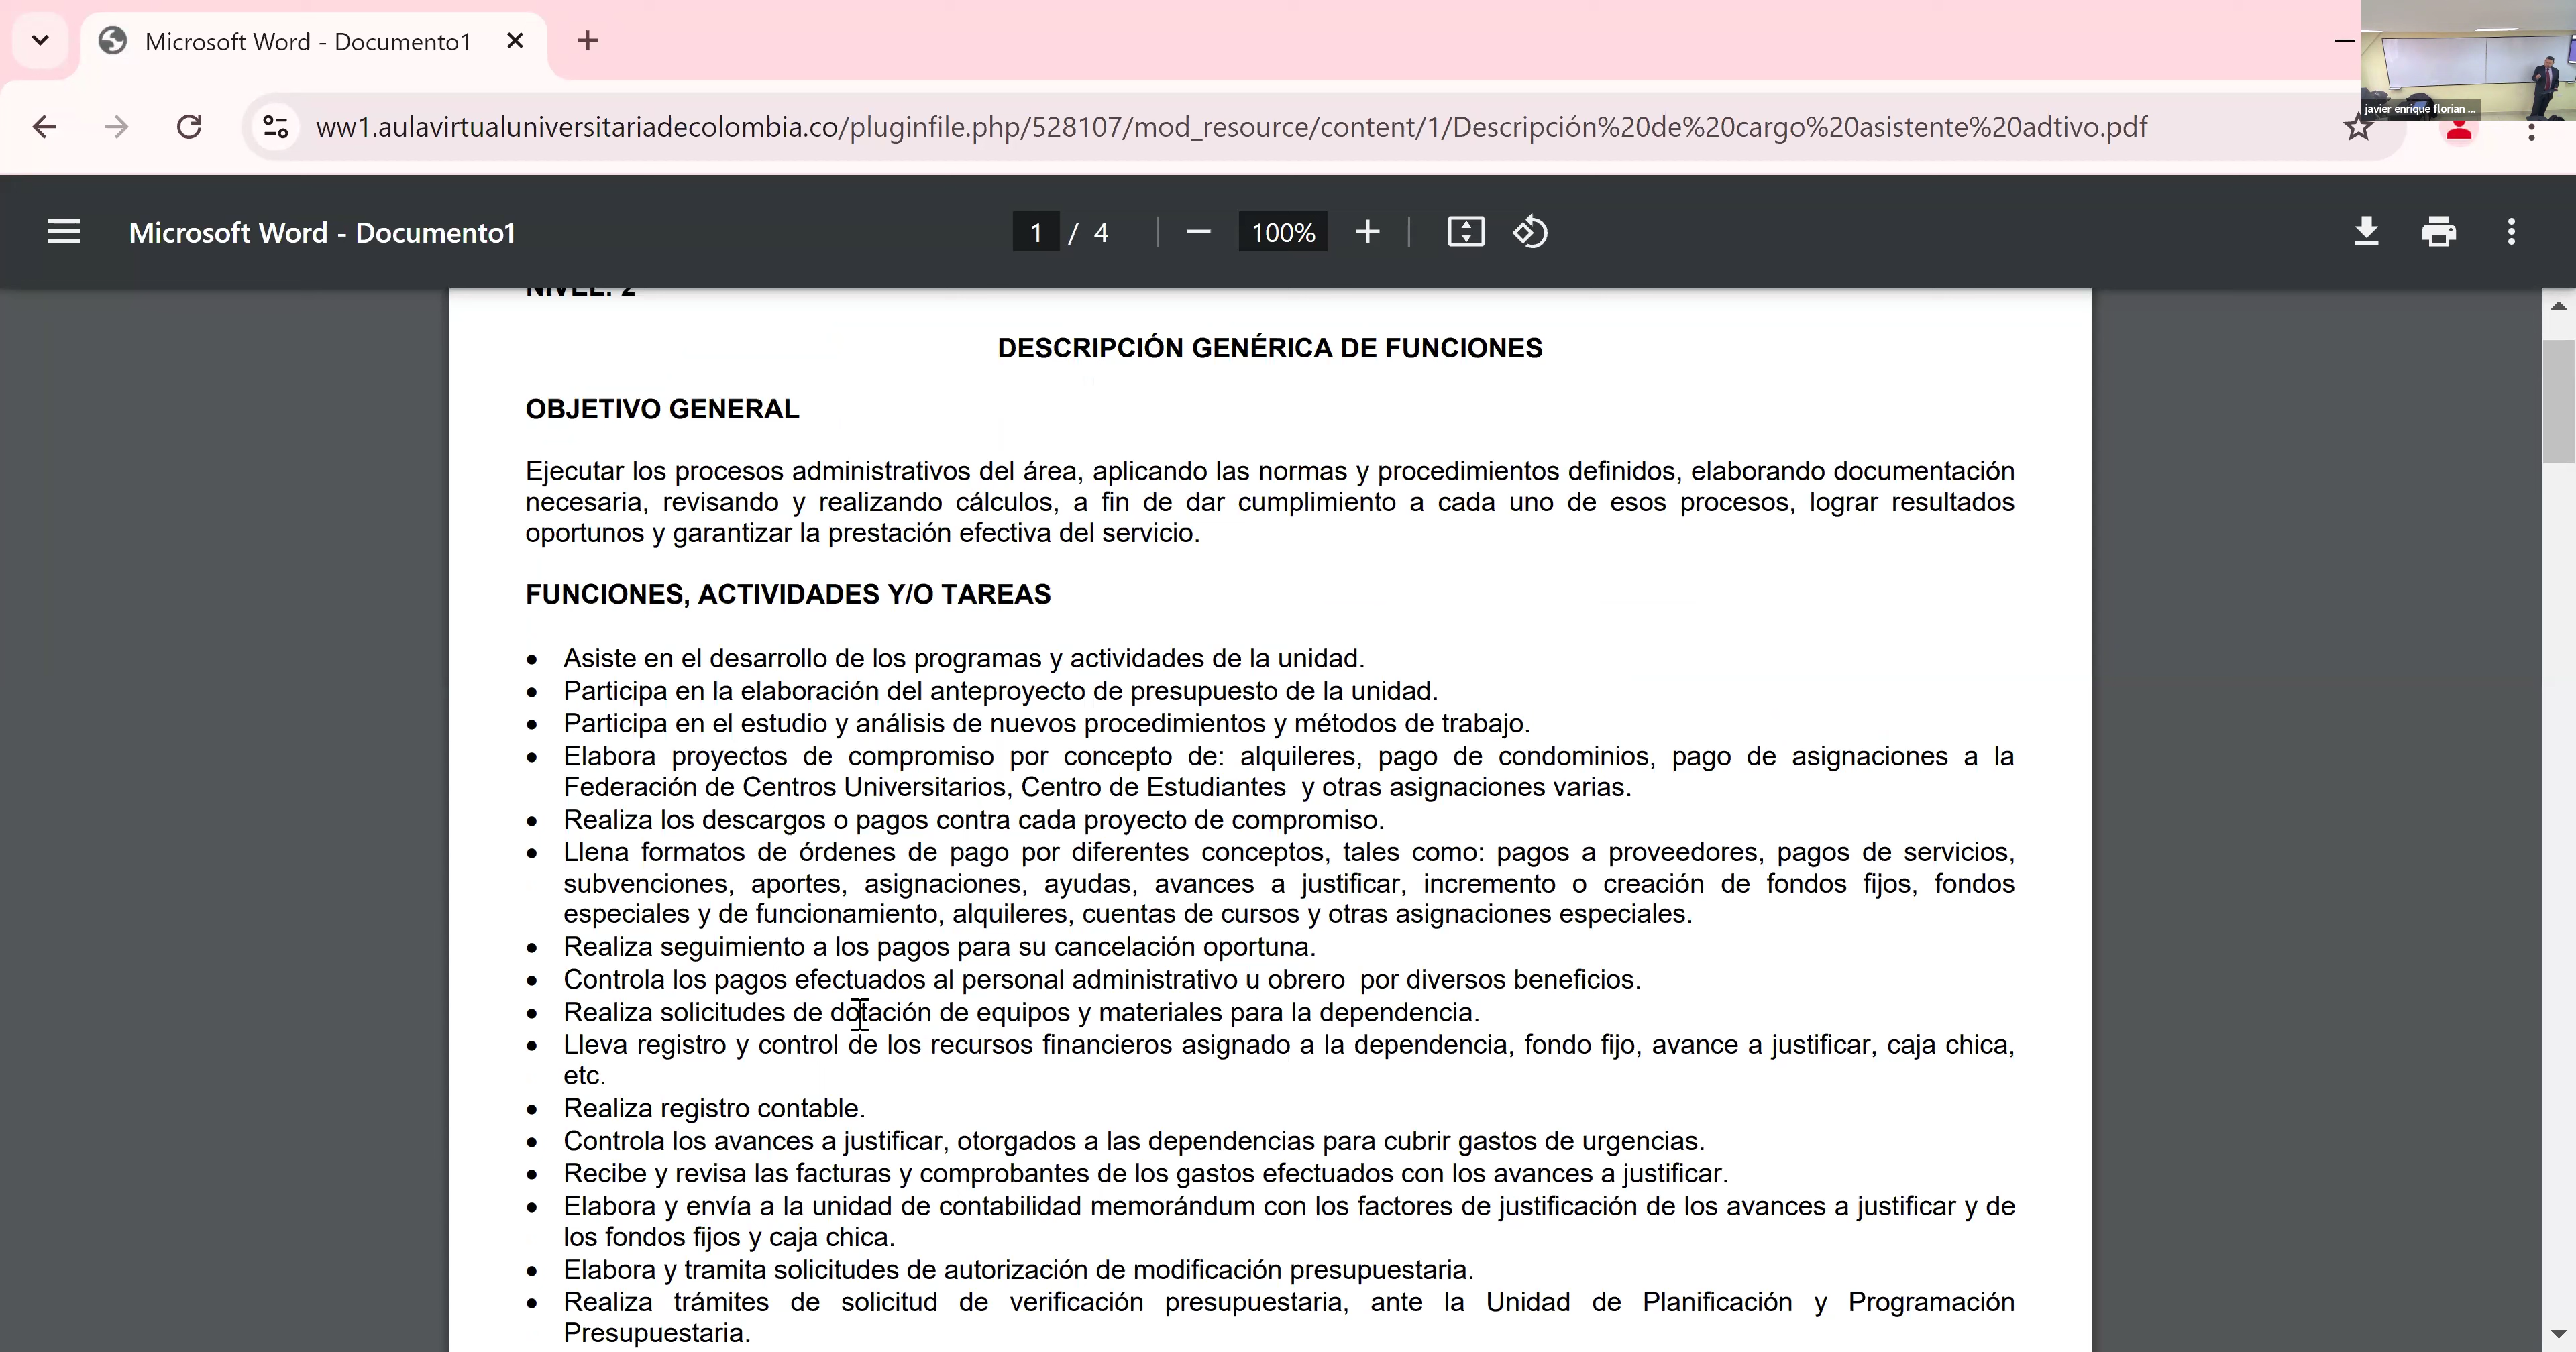 Microsoft Word - Documento1
ww1.aulavirtualuniversitariadecolombia.co/pluginfile.php/528107/mod_resource/content/1/Descripción%20de%20cargo%20asistente%20adtivo.pdf
javier enrique florian ...
Microsoft Word - Documento1
1 / 4
100%
NIVEL: 2
DESCRIPCIÓN GENÉRICA DE FUNCIONES
OBJETIVO GENERAL
Ejecutar los procesos administrativos del área, aplicando las normas y procedimientos definidos, elaborando documentación
necesaria, revisando y realizando cálculos, a fin de dar cumplimiento a cada uno de esos procesos, lograr resultados
oportunos y garantizar la prestación efectiva del servicio.
FUNCIONES, ACTIVIDADES Y/O TAREAS
• Asiste en el desarrollo de los programas y actividades de la unidad.
• Participa en la elaboración del anteproyecto de presupuesto de la unidad.
• Participa en el estudio y análisis de nuevos procedimientos y métodos de trabajo.
• Elabora proyectos de compromiso por concepto de: alquileres, pago de condominios, pago de asignaciones a la
Federación de Centros Universitarios, Centro de Estudiantes y otras asignaciones varias.
• Realiza los descargos o pagos contra cada proyecto de compromiso.
• Llena formatos de órdenes de pago por diferentes conceptos, tales como: pagos a proveedores, pagos de servicios,
subvenciones, aportes, asignaciones, ayudas, avances a justificar, incremento o creación de fondos fijos, fondos
especiales y de funcionamiento, alquileres, cuentas de cursos y otras asignaciones especiales.
• Realiza seguimiento a los pagos para su cancelación oportuna.
• Controla los pagos efectuados al personal administrativo u obrero por diversos beneficios.
• Realiza solicitudes de dotación de equipos y materiales para la dependencia.
• Lleva registro y control de los recursos financieros asignado a la dependencia, fondo fijo, avance a justificar, caja chica,
etc.
• Realiza registro contable.
• Controla los avances a justificar, otorgados a las dependencias para cubrir gastos de urgencias.
• Recibe y revisa las facturas y comprobantes de los gastos efectuados con los avances a justificar.
• Elabora y envía a la unidad de contabilidad memorándum con los factores de justificación de los avances a justificar y de
los fondos fijos y caja chica.
• Elabora y tramita solicitudes de autorización de modificación presupuestaria.
• Realiza trámites de solicitud de verificación presupuestaria, ante la Unidad de Planificación y Programación
Presupuestaria.